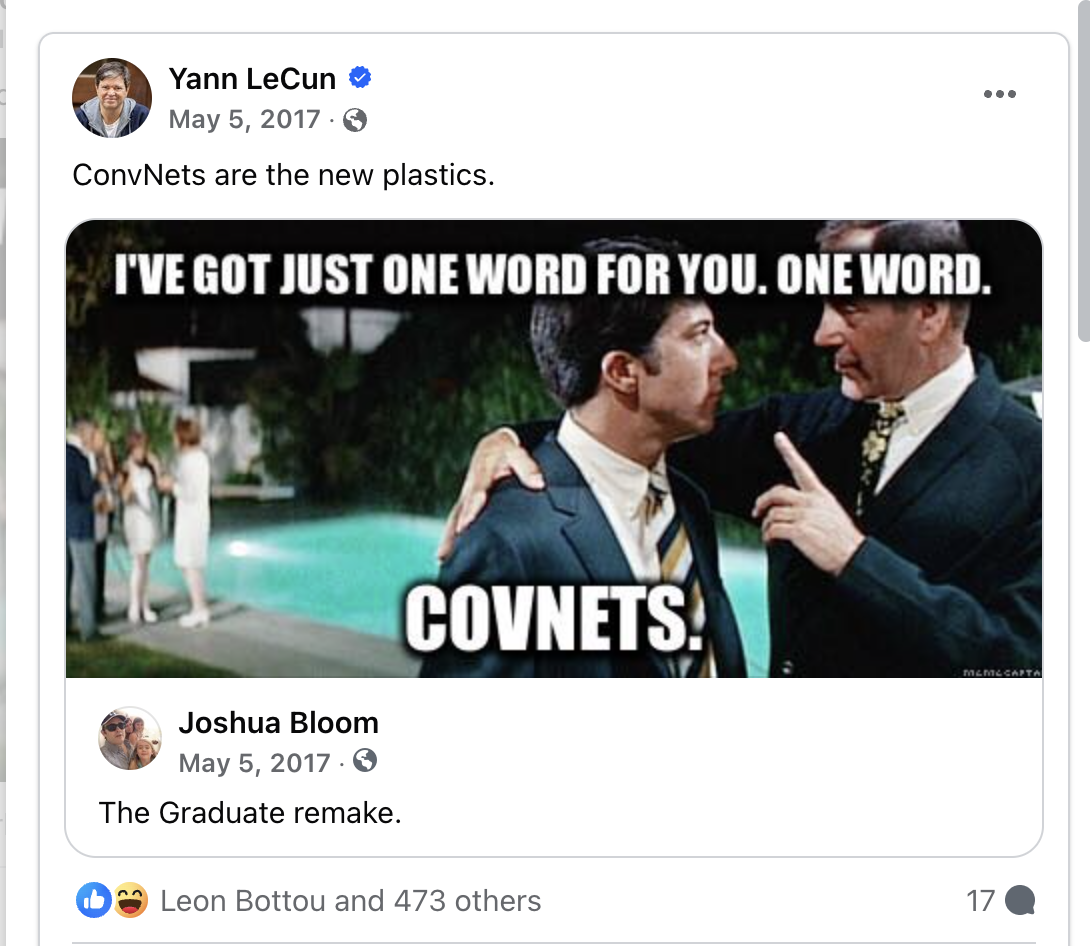 Yann LeCun
May 5, 2017 ·
ConvNets are the new plastics.
I'VE GOT JUST ONE WORD FOR YOU. ONE WORD.
COVNETS.
Joshua Bloom
May 5, 2017 ·
The Graduate remake.
Leon Bottou and 473 others
17